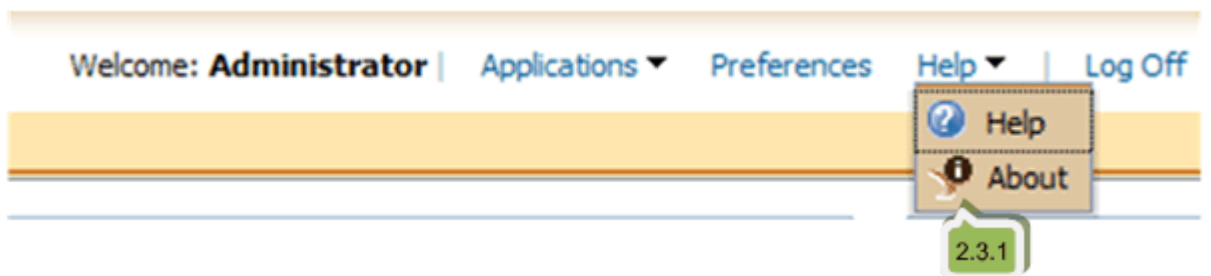 Welcome: Administrator | Applications ▼ Preferences Help ▼ | Log Off
Help
About
2.3.1